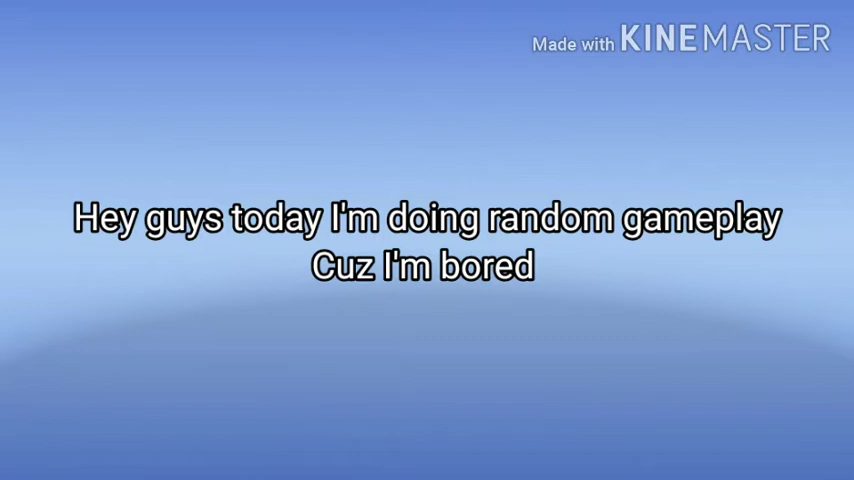 Made with KINEMASTER
Hey guys today I'm doing random gameplay
Cuz I'm bored